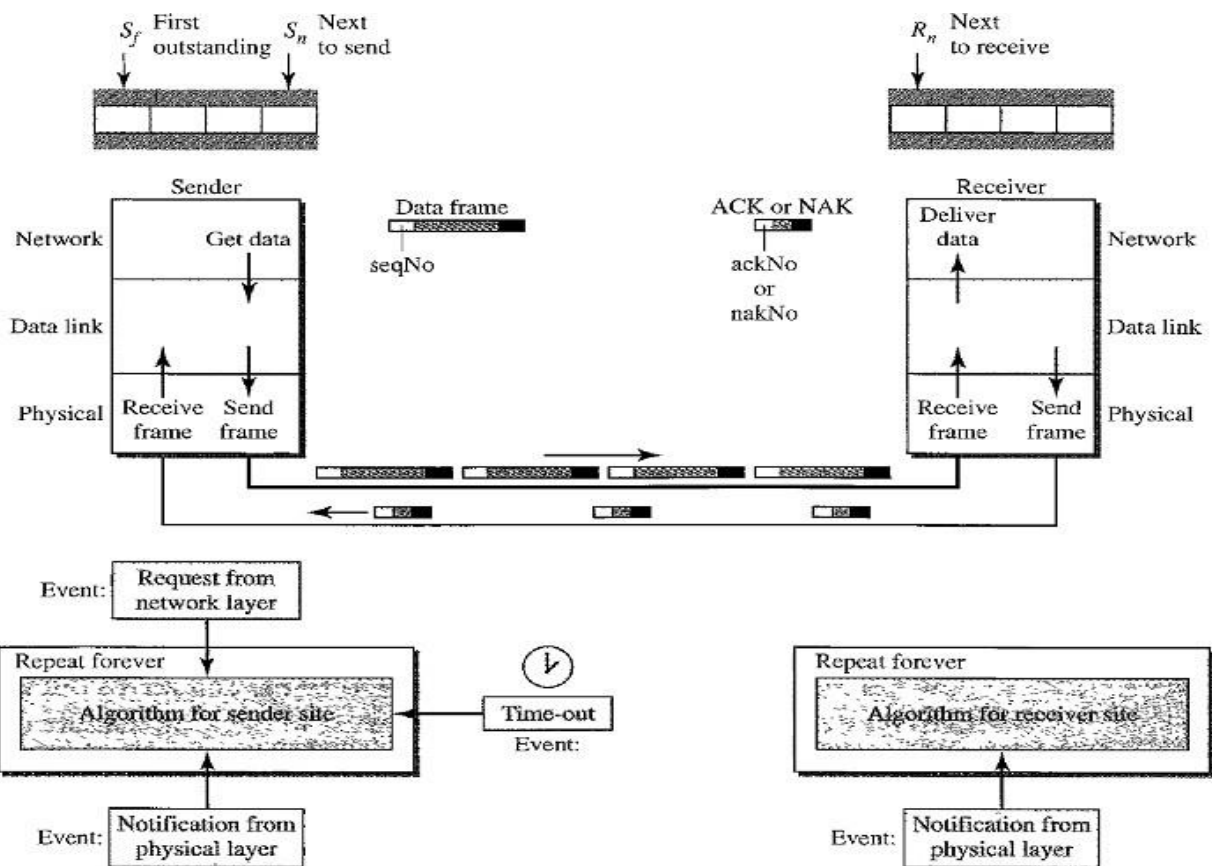 S_f First
outstanding
S_n Next
to send
R_n Next
to receive
Sender
Receiver
Data frame
seqNo
ACK or NAK
ackNo
or
nakNo
Network
Get data
Deliver
data
Network
Data link
Data link
Physical
Receive
frame
Send
frame
Receive
frame
Send
frame
Physical
Event:
Request from
network layer
Repeat forever
Algorithm for sender site
Time-out
Event:
Repeat forever
Algorithm for receiver site
Event:
Notification from
physical layer
Event:
Notification from
physical layer